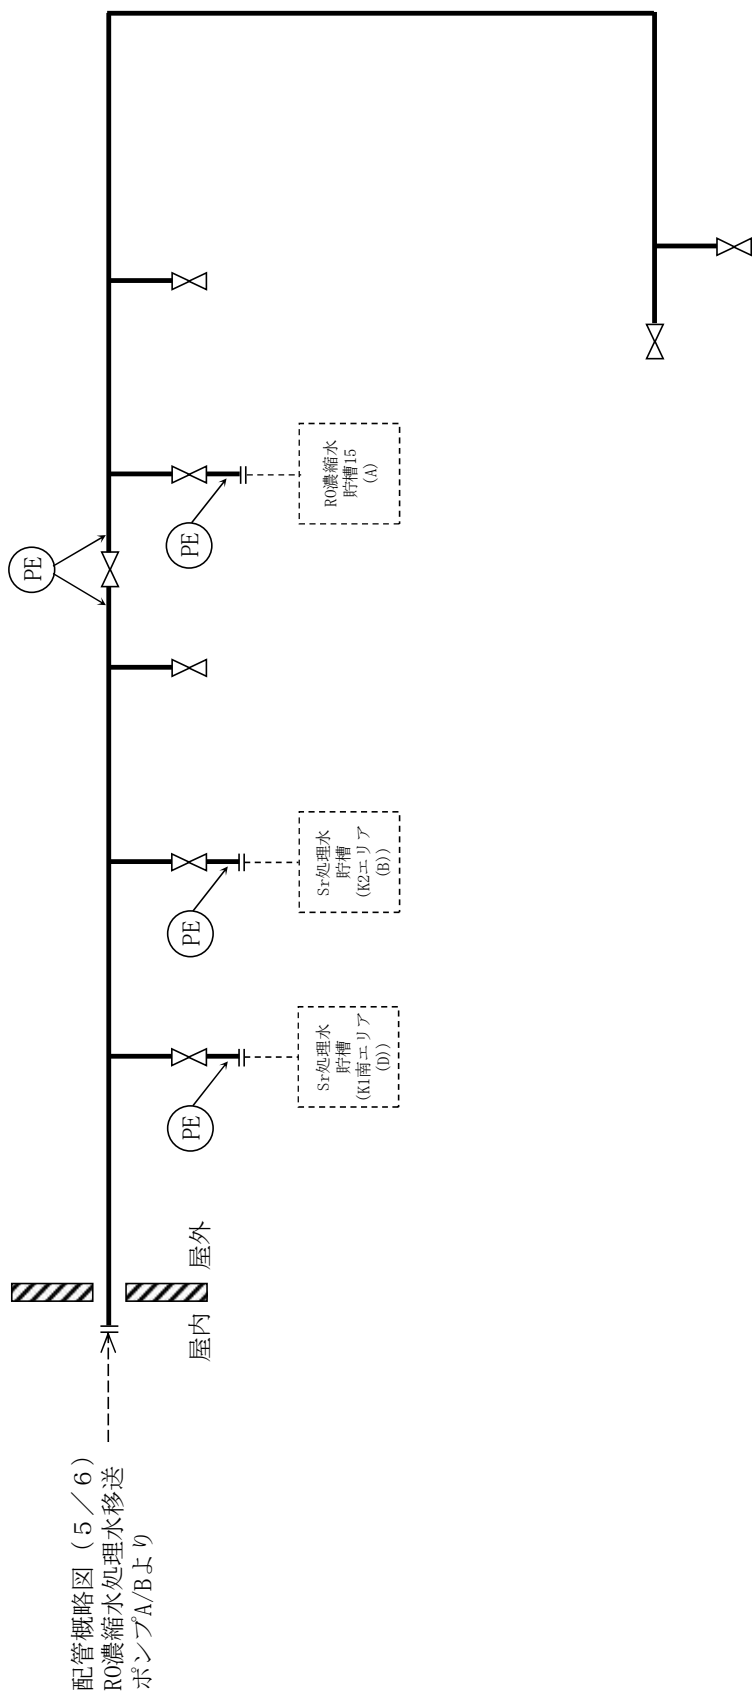 配管概略図（５／６）
RO濃縮水処理水移送
ポンプA/Bより
屋内
屋外
PE
Sr処理水
貯槽
(K1南エリア
(D))
PE
Sr処理水
貯槽
(K2エリア
(B))
PE
PE
RO濃縮水
貯槽15
(A)